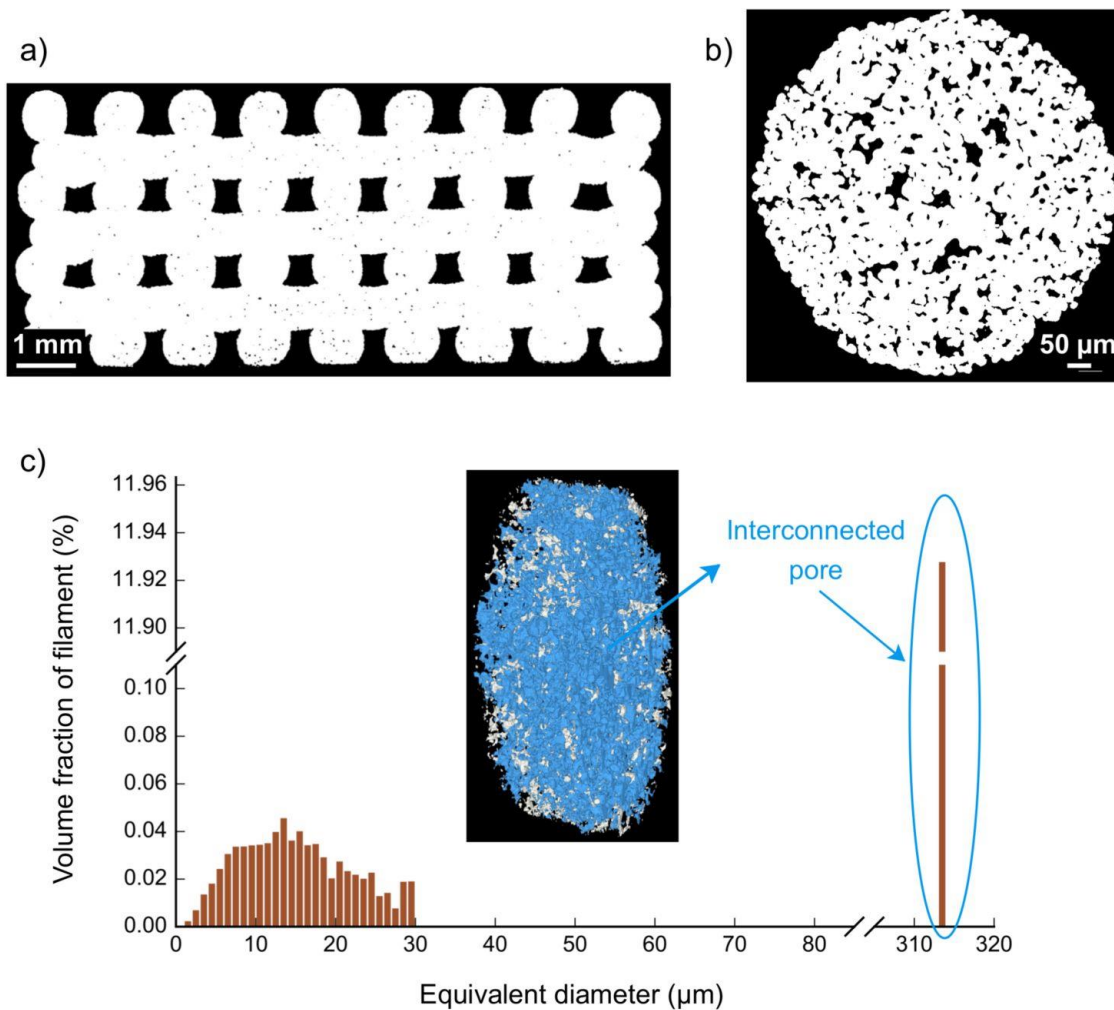 a)
1 mm
b)
50 µm
c)
Volume fraction of filament (%)
11.96
11.94
11.92
11.90
0.10
0.08
0.06
0.04
0.02
0.00
Interconnected
pore
0 10 20 30 40 50 60 70 80 310 320
Equivalent diameter (µm)